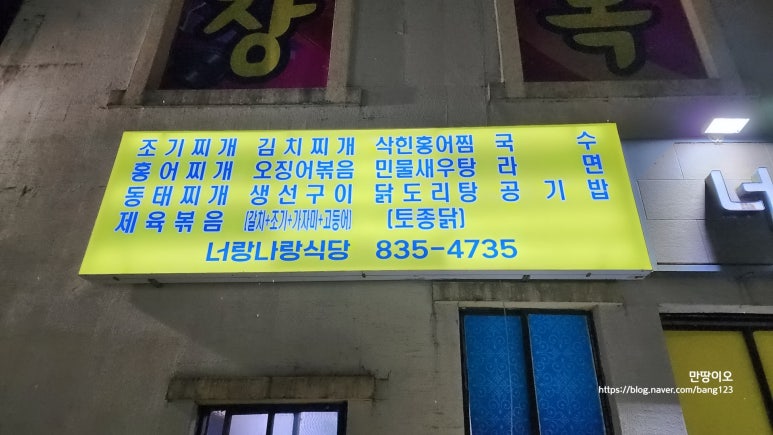 장 목
조기찌개 김치찌개 삭힌홍어찜 국 수
홍어찌개 오징어볶음 민물새우탕 라 면
동태찌개 생선구이 닭도리탕 공기밥
제육볶음 (갈치+조기+가자미+고등어) (토종닭)
너랑나랑식당 835-4735
너
만땅이오
https://blog.naver.com/bang123